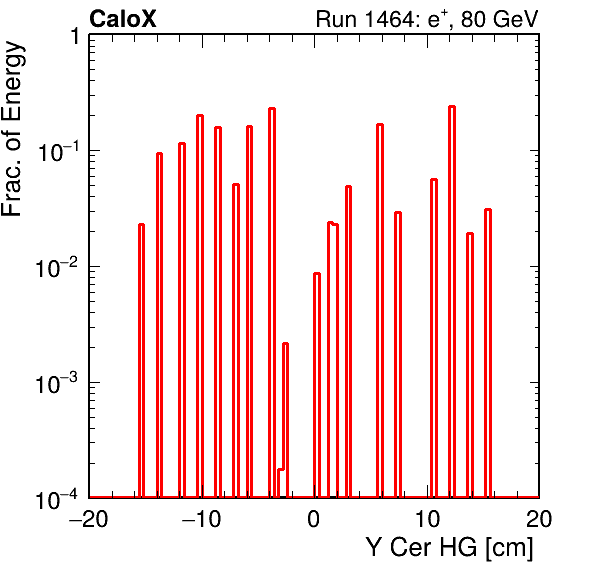 CaloX Run 1464: e⁺, 80 GeV
Frac. of Energy
1
10⁻¹
10⁻²
10⁻³
10⁻⁴
−20 −10 0 10 20
Y Cer HG [cm]